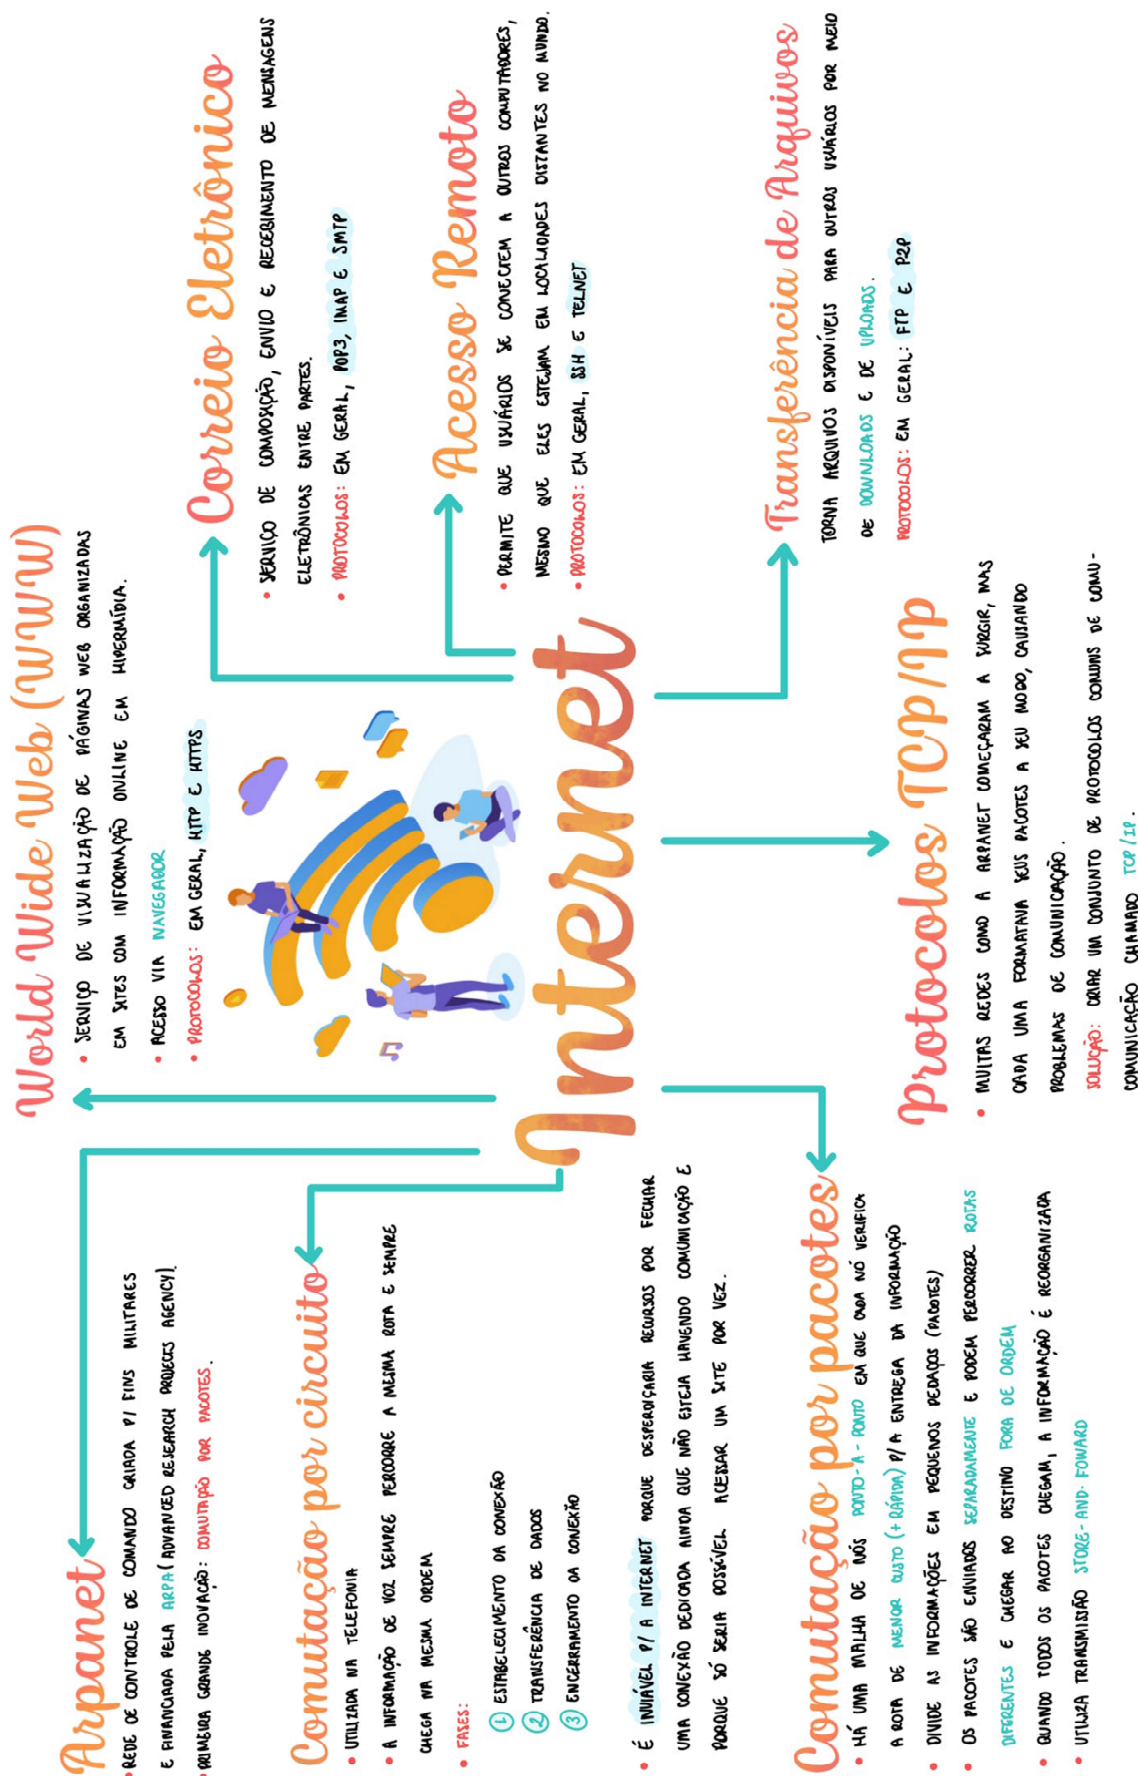 Arpanet
• REDE DE CONTROLE DE COMANDO CRIADA P/ FINS MILITARES
E FINANCIADA PELA ARPA (ADVANCED RESEARCH PROJECTS AGENCY).
• PRIMEIRA GRANDE INOVAÇÃO: COMUTAÇÃO POR PACOTES.
World Wide Web (WWW)
• SERVIÇO DE VISUALIZAÇÃO DE PÁGINAS WEB ORGANIZADAS
EM SITES COM INFORMAÇÃO ONLINE EM HIPERMÍDIA.
• ACESSO VIA NAVEGADOR
• PROTOCOLOS: EM GERAL, HTTP E HTTPS
Correio Eletrônico
• SERVIÇO DE COMPOSIÇÃO, ENVIO E RECEBIMENTO DE MENSAGENS
ELETRÔNICAS ENTRE PARTES.
• PROTOCOLOS: EM GERAL, POP3, IMAP E SMTP
Comutação por circuito
• UTILIZADA NA TELEFONIA
• A INFORMAÇÃO DE VOZ SEMPRE PERCORRE A MESMA ROTA E SEMPRE
CHEGA NA MESMA ORDEM
• FASES:
1 ESTABELECIMENTO DA CONEXÃO
2 TRANSFERÊNCIA DE DADOS
3 ENCERRAMENTO DA CONEXÃO
• É INVIÁVEL P/ A INTERNET PORQUE DESPERDIÇARIA RECURSOS POR FECHAR
UMA CONEXÃO DEDICADA AINDA QUE NÃO ESTEJA HAVENDO COMUNICAÇÃO E
PORQUE SÓ SERIA POSSÍVEL ACESSAR UM SITE POR VEZ.
Internet
Acesso Remoto
• PERMITE QUE USUÁRIOS SE CONECTEM A OUTROS COMPUTADORES,
MESMO QUE ELES ESTEJAM EM LOCALIDADES DISTANTES NO MUNDO.
• PROTOCOLOS: EM GERAL, SSH E TELNET
Comutação por pacotes
• HÁ UMA MALHA DE NÓS PONTO-A-PONTO EM QUE CADA NÓ VERIFICA
A ROTA DE MENOR CUSTO (+ RÁPIDA) P/ A ENTREGA DA INFORMAÇÃO
• DIVIDE AS INFORMAÇÕES EM PEQUENOS PEDAÇOS (PACOTES)
• OS PACOTES SÃO ENVIADOS SEPARADAMENTE E PODEM PERCORRER ROTAS
DIFERENTES E CHEGAR AO DESTINO FORA DE ORDEM
• QUANDO TODOS OS PACOTES CHEGAM, A INFORMAÇÃO É REORGANIZADA
• UTILIZA TRANSMISSÃO STORE-AND-FOWARD
Protocolos TCP/IP
• MUITAS REDES COMO A ARPANET COMEÇARAM A SURGIR, MAS
CADA UMA FORMATAVA SEUS PACOTES A SEU MODO, CAUSANDO
PROBLEMAS DE COMUNICAÇÃO.
SOLUÇÃO: CRIAR UM CONJUNTO DE PROTOCOLOS COMUNS DE COMU-
COMUNICAÇÃO CHAMADO TCP/IP.
Transferência de Arquivos
TORNA ARQUIVOS DISPONÍVEIS PARA OUTROS USUÁRIOS POR MEIO
DE DOWNLOADS E DE UPLOADS.
PROTOCOLOS: EM GERAL: FTP E P2P